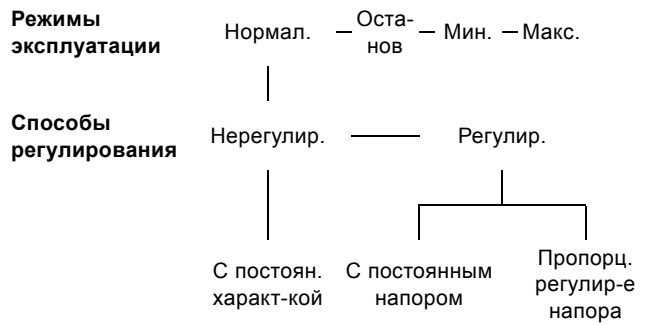 Режимы
эксплуатации
Нормал.
Оста-
нов
Мин.
Макс.
Способы
регулирования
Нерегулир.
Регулир.
С постоян.
характ-кой
С постоянным
напором
Пропорц.
регулир-е
напора